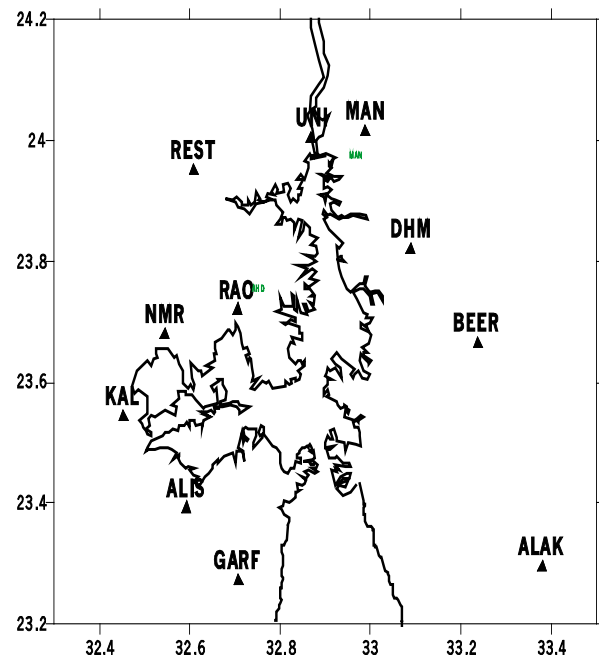 24.2
UNI MAN
24
MAN
REST
DHM
23.8
RAO
NMR
BEER
23.6
KAL
ALIS
23.4
ALAK
GARF
23.2
32.4 32.6 32.8 33 33.2 33.4